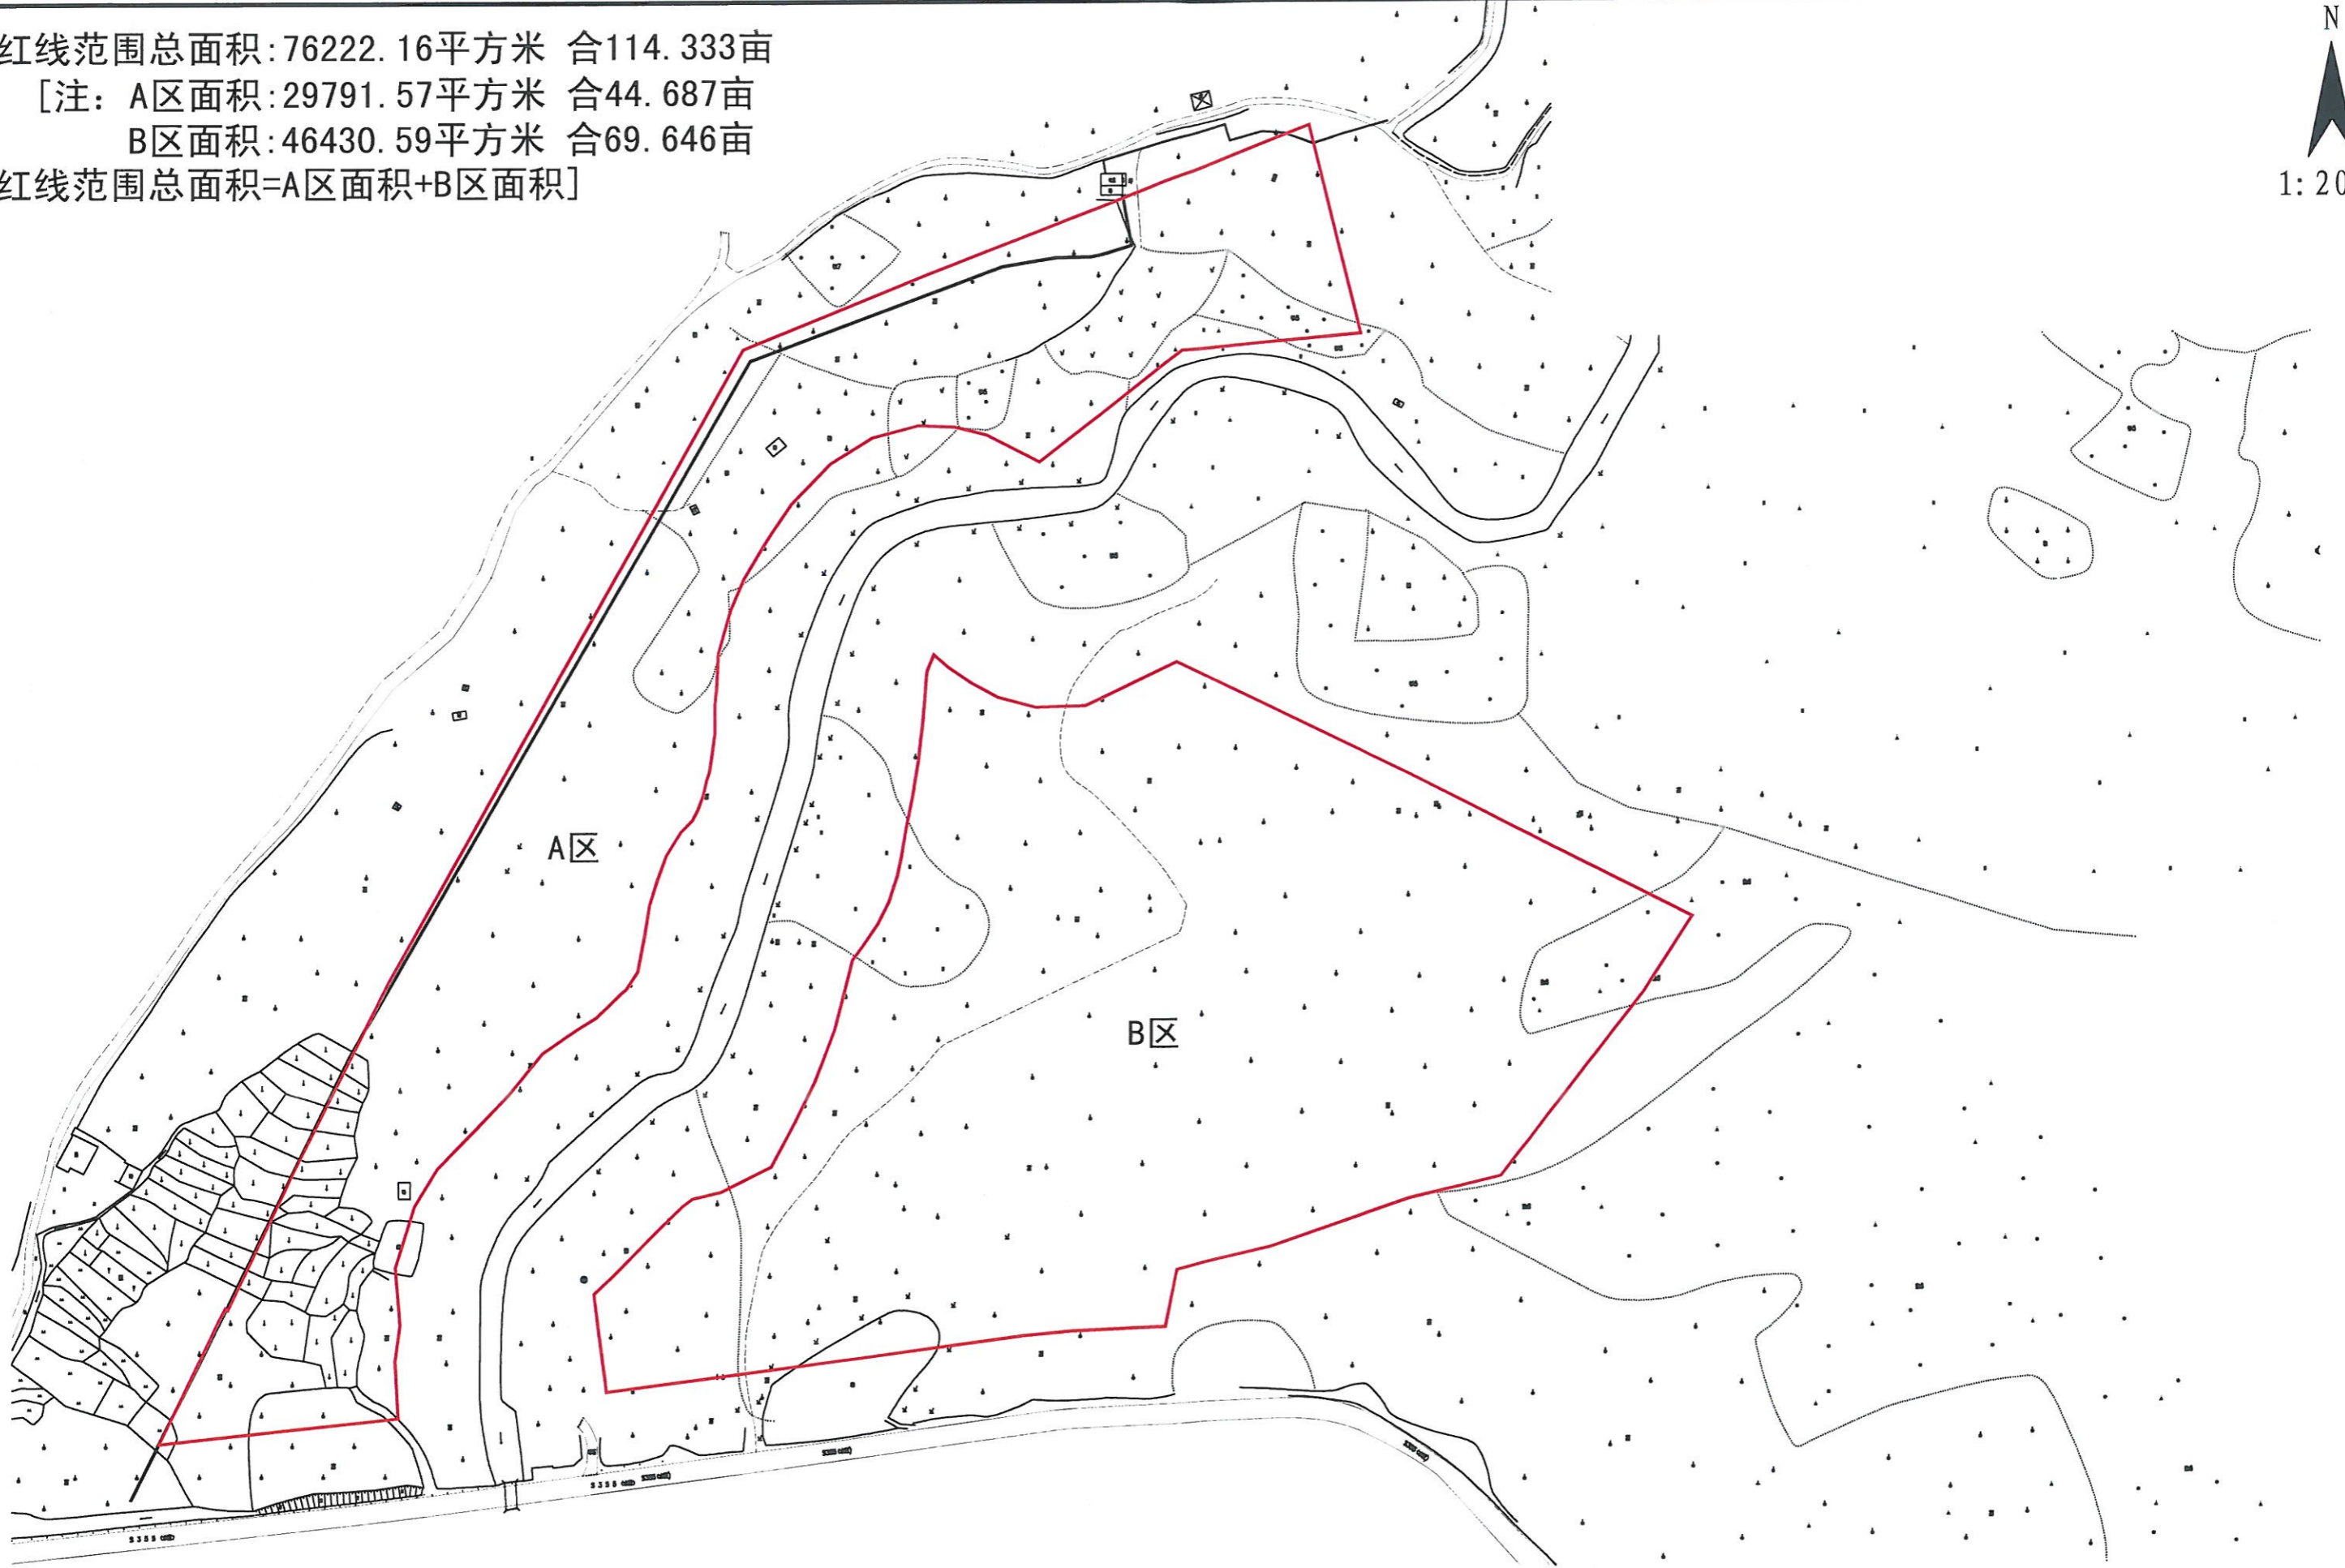 红线范围总面积:76222.16平方米 合114.333亩
[注: A区面积:29791.57平方米 合44.687亩
B区面积:46430.59平方米 合69.646亩
红线范围总面积=A区面积+B区面积]
N
1:20
A区
B区
S355
S355